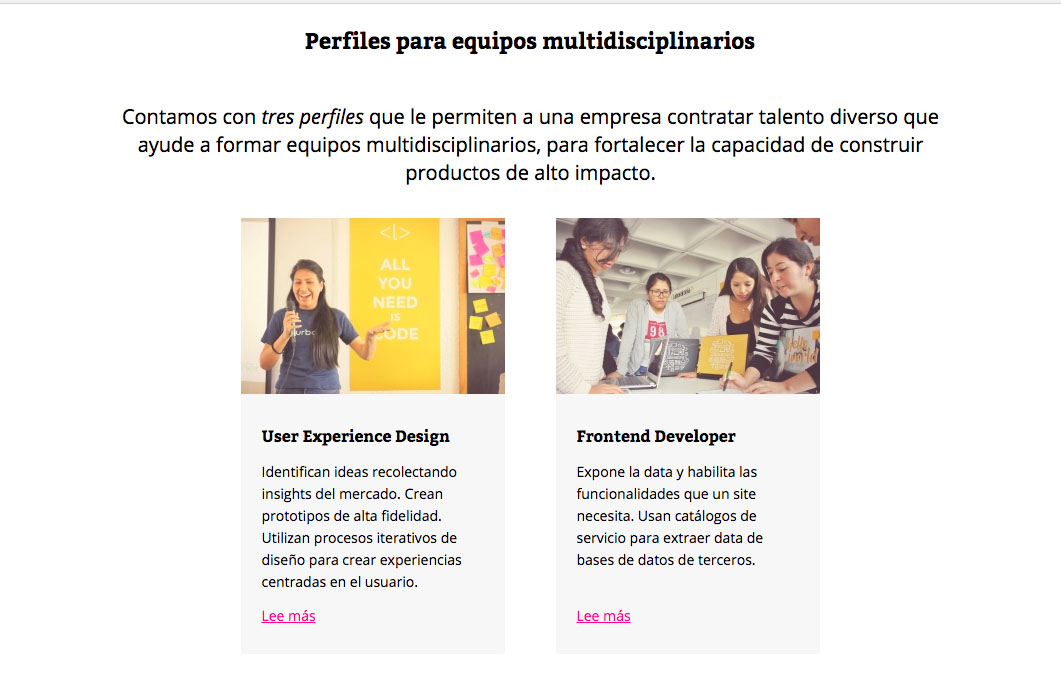 Perfiles para equipos multidisciplinarios
Contamos con tres perfiles que le permiten a una empresa contratar talento diverso que
ayude a formar equipos multidisciplinarios, para fortalecer la capacidad de construir
productos de alto impacto.
<[>
ALL
YOU
NEED
IS
CODE
98
User Experience Design
Identifican ideas recolectando
insights del mercado. Crean
prototipos de alta fidelidad.
Utilizan procesos iterativos de
diseño para crear experiencias
centradas en el usuario.
Lee más
Frontend Developer
Expone la data y habilita las
funcionalidades que un site
necesita. Usan catálogos de
servicio para extraer data de
bases de datos de terceros.
Lee más